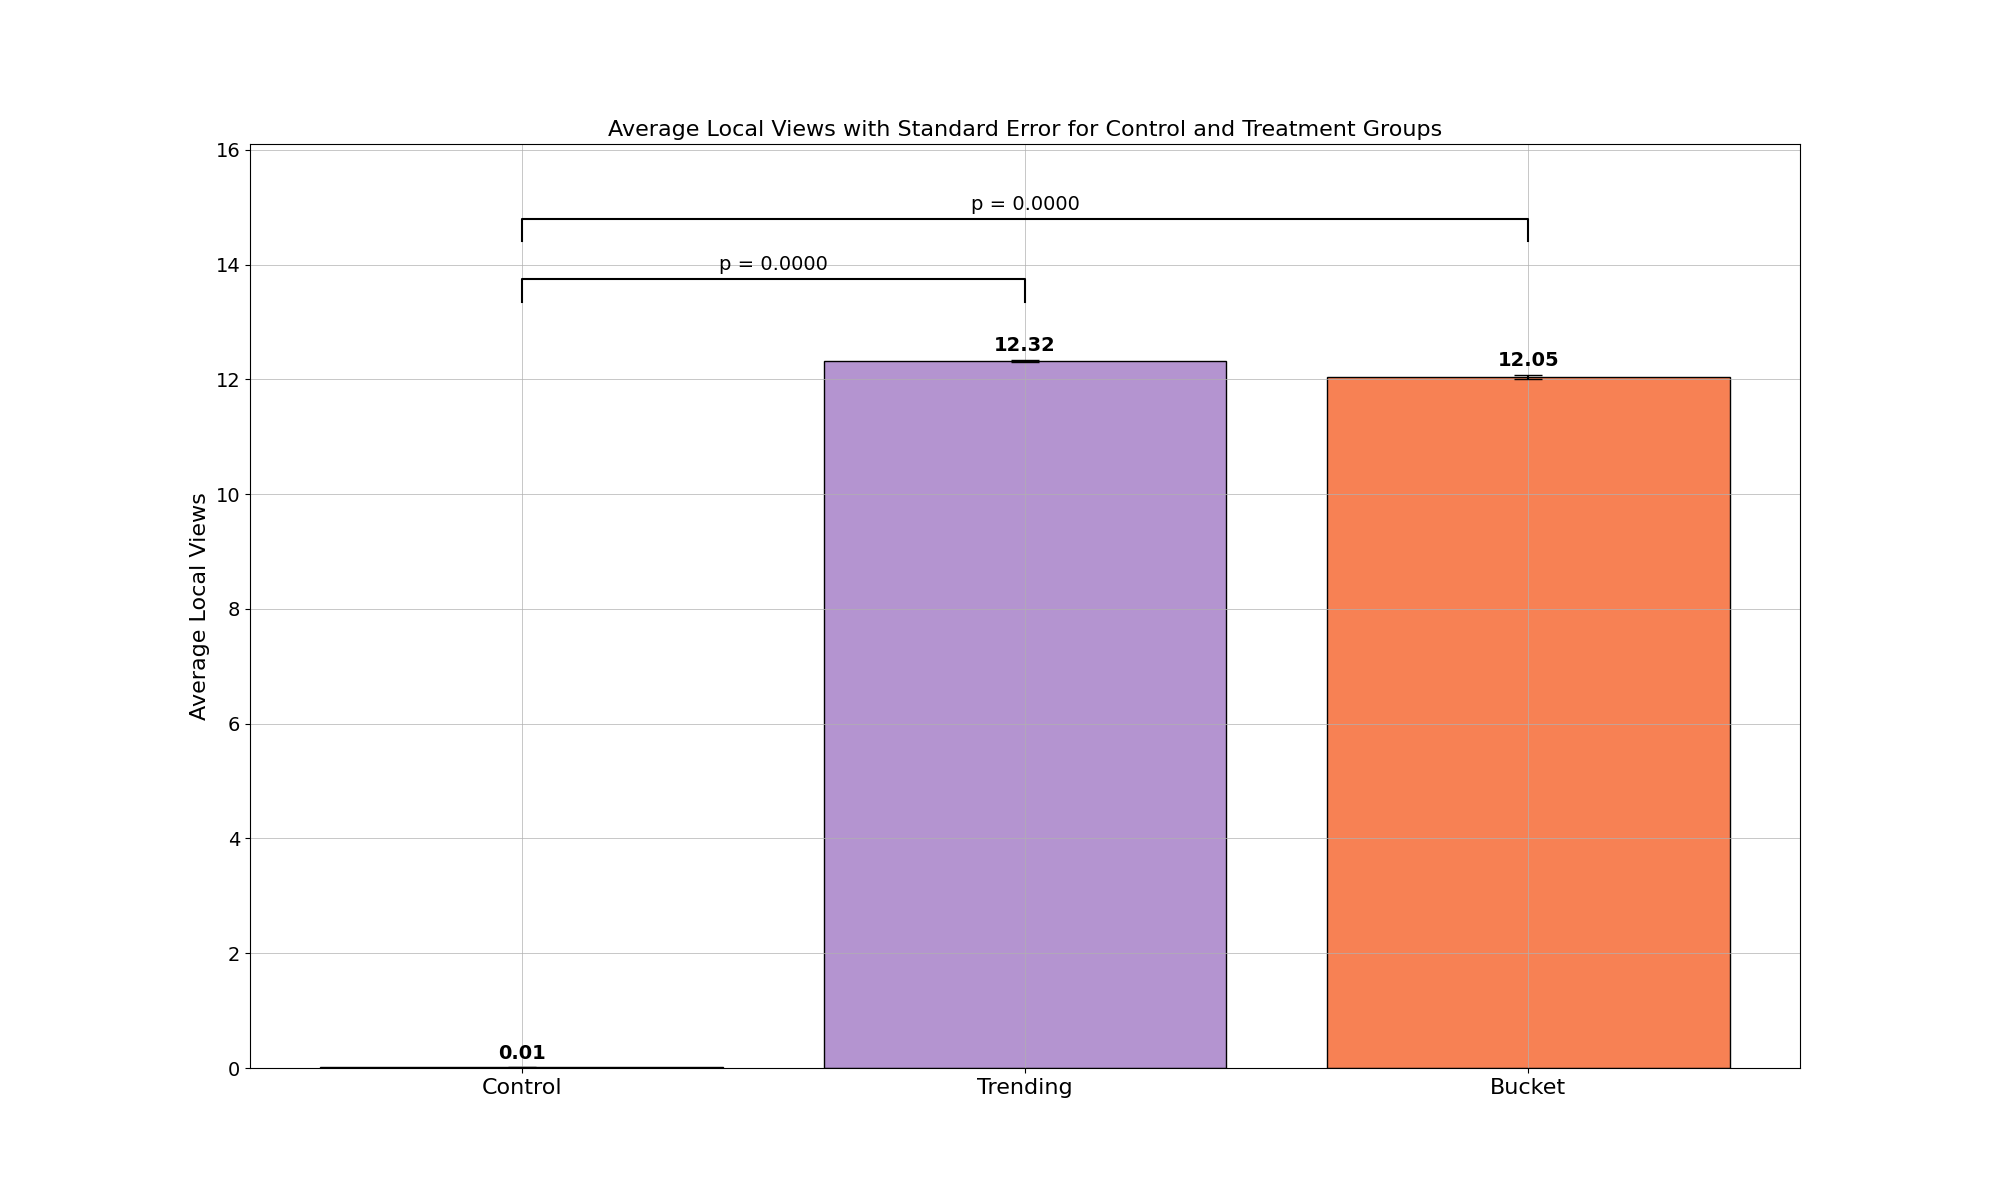 Average Local Views with Standard Error for Control and Treatment Groups
16
14
12
10
8
6
4
2
0
Average Local Views
p = 0.0000
p = 0.0000
12.32
12.05
0.01
Control
Trending
Bucket